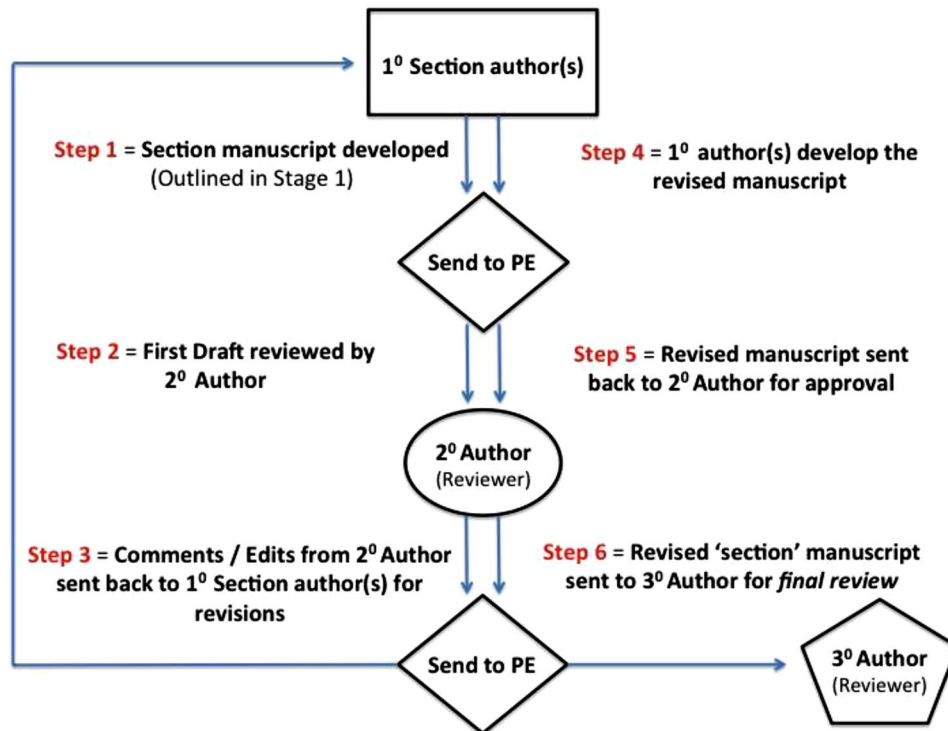 1⁰ Section author(s)
Step 1 = Section manuscript developed
(Outlined in Stage 1)
Step 4 = 1⁰ author(s) develop the
revised manuscript
Send to PE
Step 2 = First Draft reviewed by
2⁰ Author
Step 5 = Revised manuscript sent
back to 2⁰ Author for approval
2⁰ Author
(Reviewer)
Step 3 = Comments / Edits from 2⁰ Author
sent back to 1⁰ Section author(s) for
revisions
Step 6 = Revised ‘section’ manuscript
sent to 3⁰ Author for final review
Send to PE
3⁰ Author
(Reviewer)